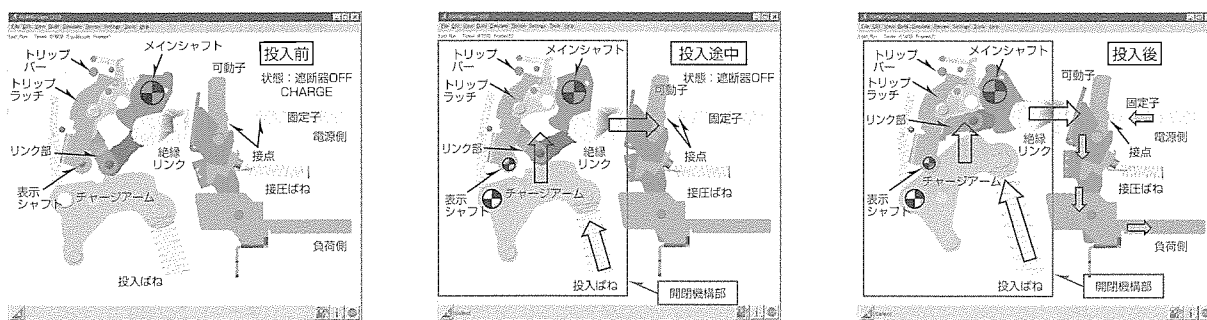 投入前
メインシャフト
トリップ
バー
可動子
状態：遮断器OFF
CHARGE
トリップ
ラッチ
固定子
電源側
リンク部
絶縁
リンク
接点
表示
シャフト
チャージアーム
接圧ばね
負荷側
投入ばね
投入途中
メインシャフト
トリップ
バー
状態：遮断器OFF
可動子
トリップ
ラッチ
固定子
電源側
リンク部
絶縁
リンク
接点
表示
シャフト
チャージアーム
接圧ばね
負荷側
投入ばね
開閉機構部
投入後
メインシャフト
トリップ
バー
可動子
トリップ
ラッチ
固定子
電源側
リンク部
絶縁
リンク
接点
表示
シャフト
チャージアーム
接圧ばね
負荷側
投入ばね
開閉機構部